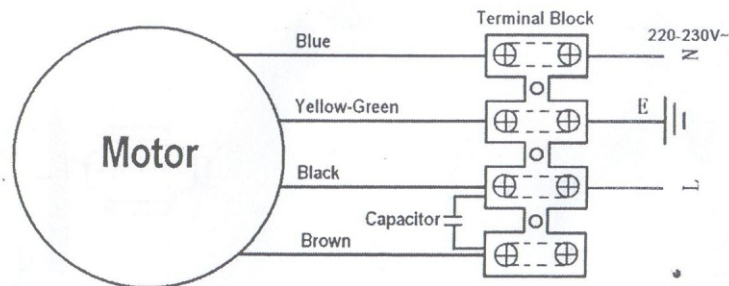 Terminal Block
220-230V~
Blue
N
Yellow-Green
E
Motor
Black
L
Capacitor
Brown